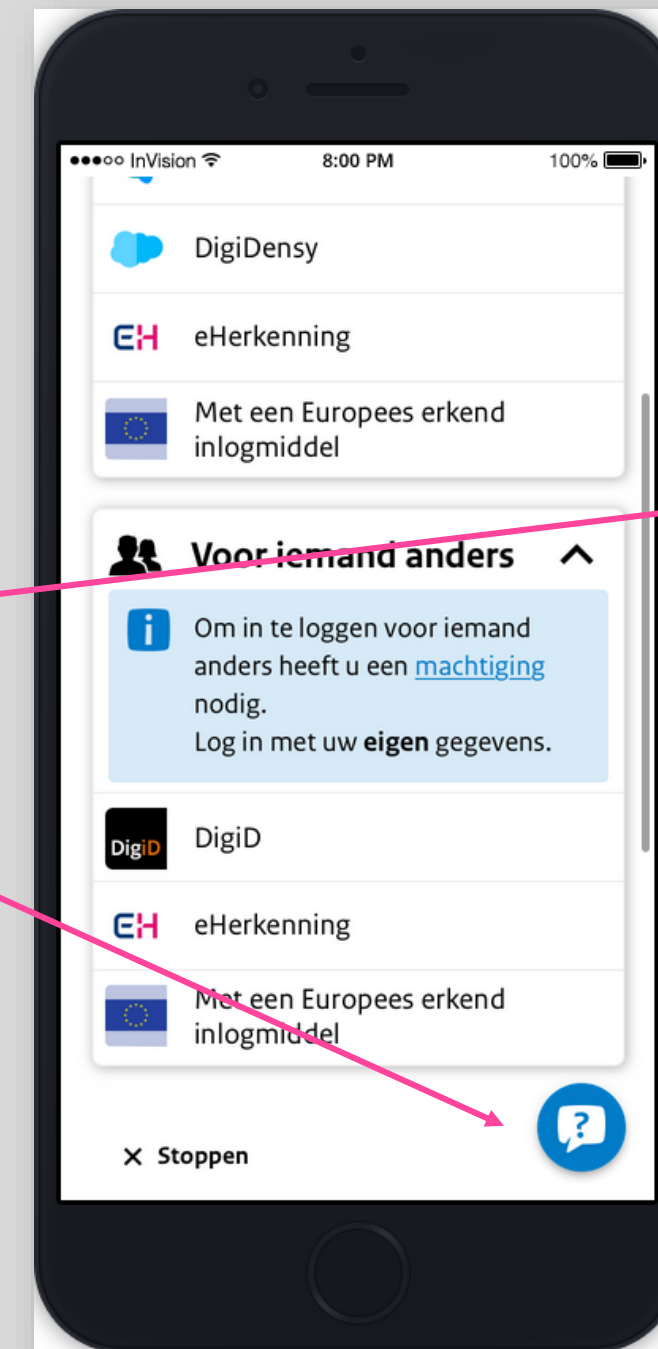 InVision 8:00 PM 100%
DigiDensy
EH eHerkenning
Met een Europees erkend
inlogmiddel
Voor iemand anders
i Om in te loggen voor iemand
anders heeft u een machtiging
nodig.
Log in met uw eigen gegevens.
DigiD DigiD
EH eHerkenning
Met een Europees erkend
inlogmiddel
× Stoppen
?